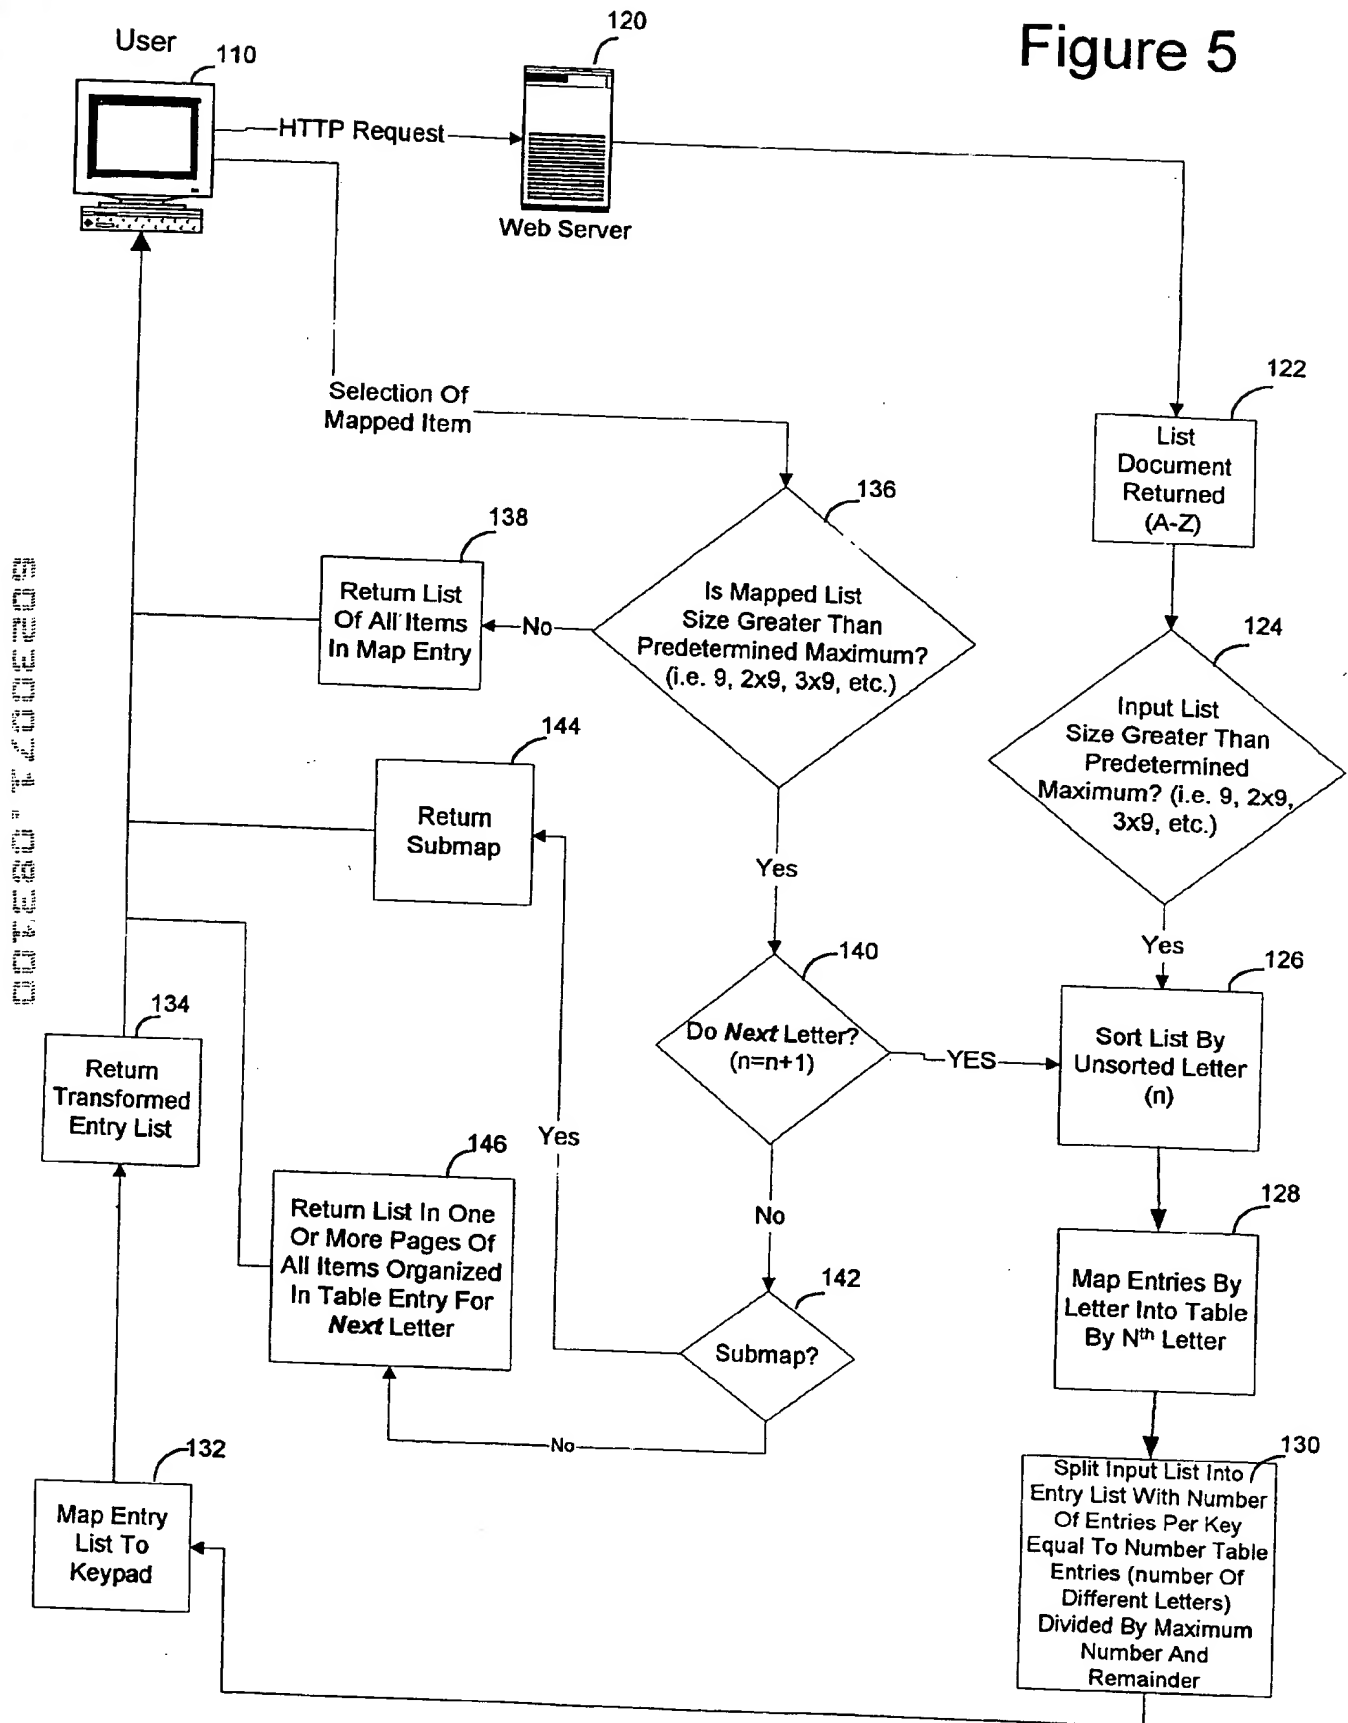 Figure 5
User
110
120
HTTP Request
Web Server
Selection Of
Mapped Item
122
List
Document
Returned
(A-Z)
136
Is Mapped List
Size Greater Than
Predetermined Maximum?
(i.e. 9, 2x9, 3x9, etc.)
138
Return List
Of All Items
In Map Entry
No
124
Input List
Size Greater Than
Predetermined
Maximum? (i.e. 9, 2x9,
3x9, etc.)
144
Return
Submap
Yes
Yes
140
Do Next Letter?
(n=n+1)
YES
126
Sort List By
Unsorted Letter
(n)
134
Return
Transformed
Entry List
Yes
146
Return List In One
Or More Pages Of
All Items Organized
In Table Entry For
Next Letter
No
128
Map Entries By
Letter Into Table
By Nth Letter
142
Submap?
No
132
Map Entry
List To
Keypad
130
Split Input List Into
Entry List With Number
Of Entries Per Key
Equal To Number Table
Entries (number Of
Different Letters)
Divided By Maximum
Number And
Remainder